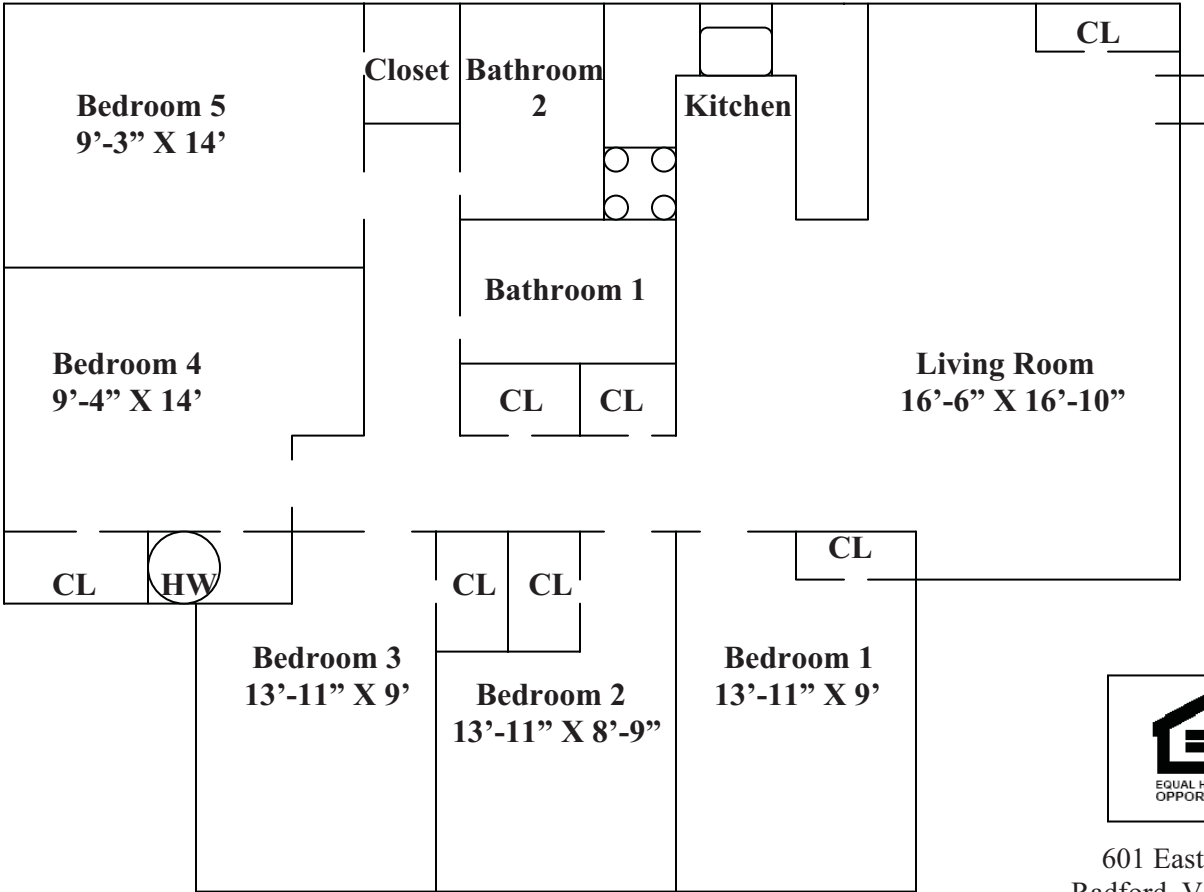 CL
Closet
Bathroom
2
Kitchen
Bedroom 5
9’-3” X 14’
Bathroom 1
Bedroom 4
9’-4” X 14’
Living Room
16’-6” X 16’-10”
CL
CL
CL
HW
CL
CL
CL
Bedroom 3
13’-11” X 9’
Bedroom 2
13’-11” X 8’-9”
Bedroom 1
13’-11” X 9’
EQUAL
601 East
Radford